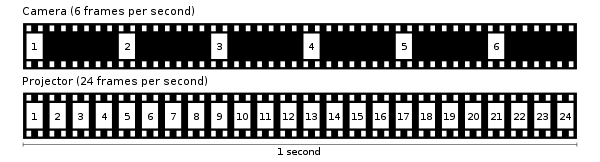 Camera (6 frames per second)
1 2 3 4 5 6
Projector (24 frames per second)
1 2 3 4 5 6 7 8 9 10 11 12 13 14 15 16 17 18 19 20 21 22 23 24
1 second